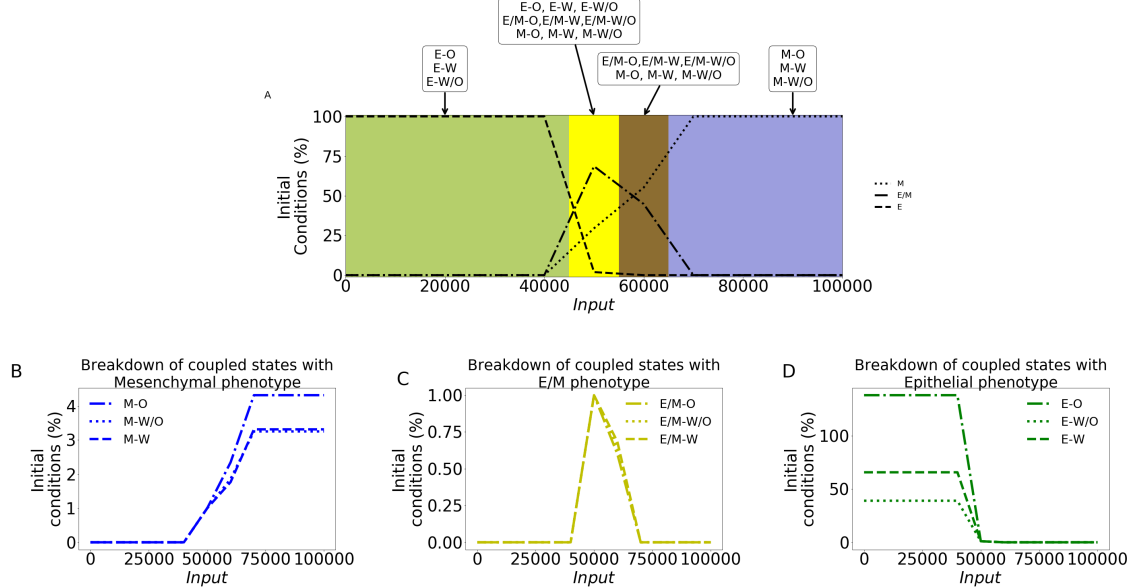 E-O, E-W, E-W/O
E/M-O,E/M-W,E/M-W/O
M-O, M-W, M-W/O
E-O
E-W
E-W/O
E/M-O,E/M-W,E/M-W/O
M-O, M-W, M-W/O
M-O
M-W
M-W/O
A
Initial
Conditions (%)
100
75
50
25
0
0 20000 40000 60000 80000 100000
Input
M
E/M
E
B
Breakdown of coupled states with
Mesenchymal phenotype
Initial
conditions (%)
4
3
2
1
0
M-O
M-W/O
M-W
0 25000 50000 75000 100000
Input
C
Breakdown of coupled states with
E/M phenotype
Initial
conditions (%)
1.00
0.75
0.50
0.25
0.00
E/M-O
E/M-W/O
E/M-W
0 25000 50000 75000 100000
Input
D
Breakdown of coupled states with
Epithelial phenotype
Initial
conditions (%)
100
50
0
E-O
E-W/O
E-W
0 25000 50000 75000 100000
Input